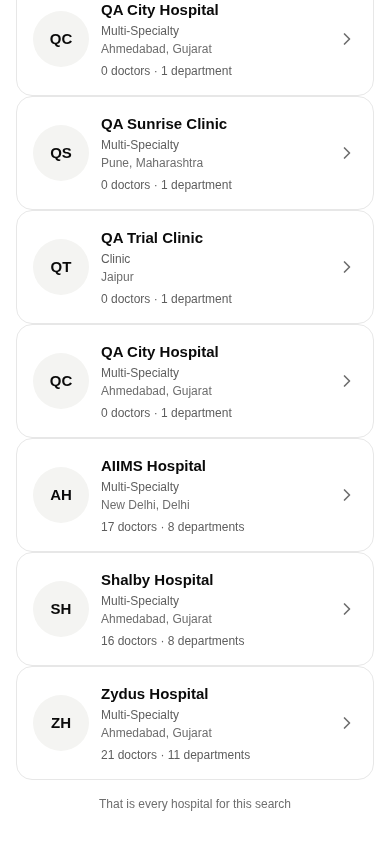 QA City Hospital
QC
Multi-Specialty
Ahmedabad, Gujarat
0 doctors · 1 department
QA Sunrise Clinic
QS
Multi-Specialty
Pune, Maharashtra
0 doctors · 1 department
QA Trial Clinic
QT
Clinic
Jaipur
0 doctors · 1 department
QA City Hospital
QC
Multi-Specialty
Ahmedabad, Gujarat
0 doctors · 1 department
AIIMS Hospital
AH
Multi-Specialty
New Delhi, Delhi
17 doctors · 8 departments
Shalby Hospital
SH
Multi-Specialty
Ahmedabad, Gujarat
16 doctors · 8 departments
Zydus Hospital
ZH
Multi-Specialty
Ahmedabad, Gujarat
21 doctors · 11 departments
That is every hospital for this search